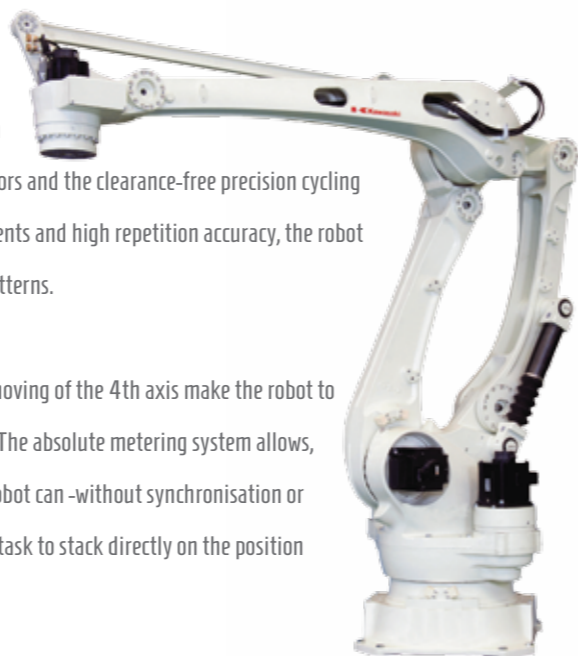 Kawasaki
ors and the clearance-free precision cycling
ents and high repetition accuracy, the robot
tterns.
noving of the 4th axis make the robot to
The absolute metering system allows,
obot can -without synchronisation or
task to stack directly on the position